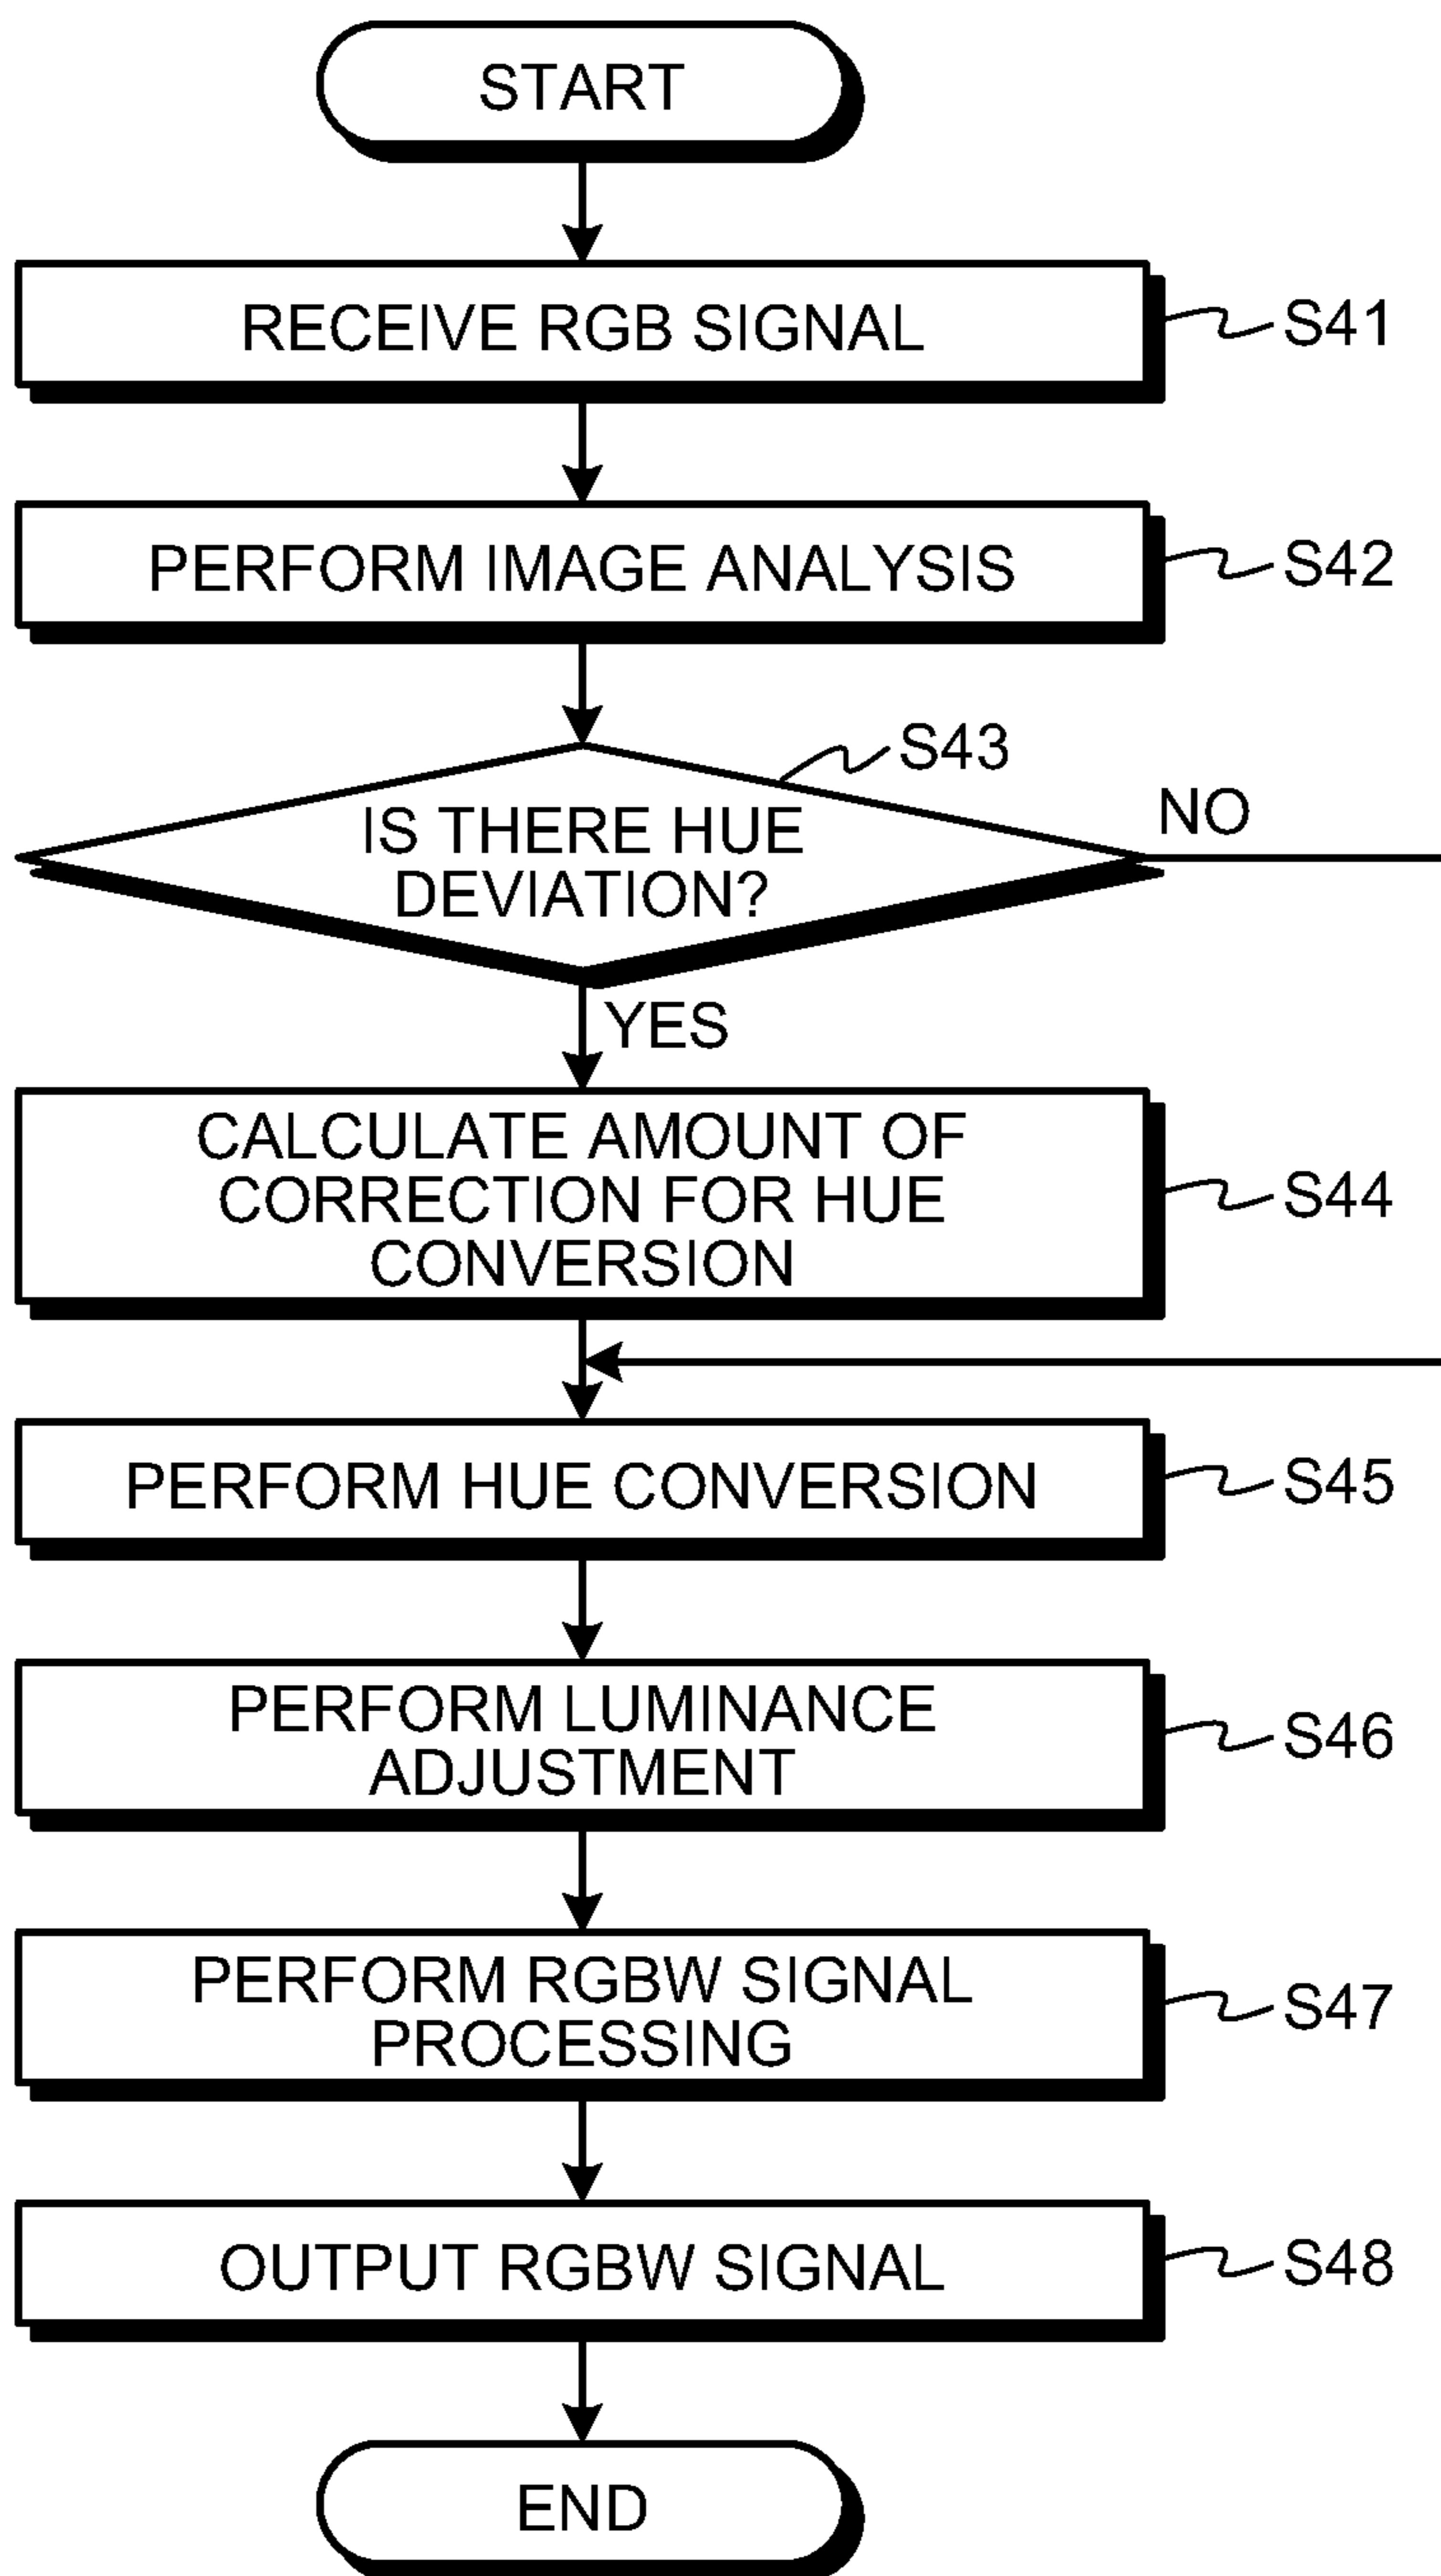 START
RECEIVE RGB SIGNAL
S41
PERFORM IMAGE ANALYSIS
S42
S43
IS THERE HUE
DEVIATION?
NO
YES
CALCULATE AMOUNT OF
CORRECTION FOR HUE
CONVERSION
S44
PERFORM HUE CONVERSION
S45
PERFORM LUMINANCE
ADJUSTMENT
S46
PERFORM RGBW SIGNAL
PROCESSING
S47
OUTPUT RGBW SIGNAL
S48
END